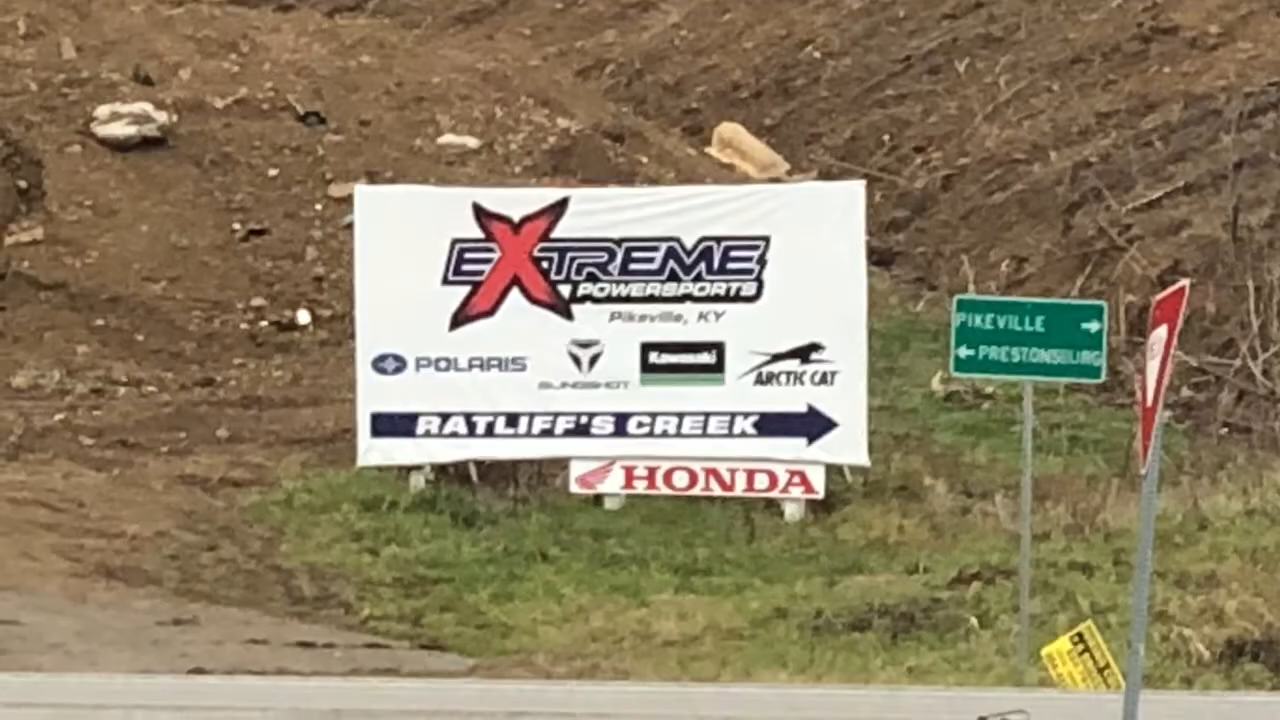 EXTREME
POWERSPORTS
Pikeville, KY
POLARIS
SLINGSHOT
Kawasaki
ARCTIC CAT
RATLIFF'S CREEK
HONDA
PIKEVILLE →
← PRESTONSBURG